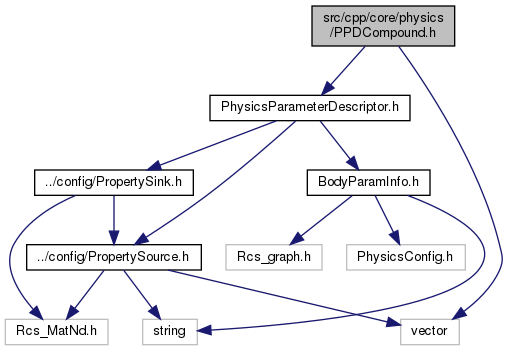 src/cpp/core/physics
/PPDCompound.h
PhysicsParameterDescriptor.h
../config/PropertySink.h
BodyParamInfo.h
../config/PropertySource.h
Rcs_graph.h
PhysicsConfig.h
Rcs_MatNd.h
string
vector